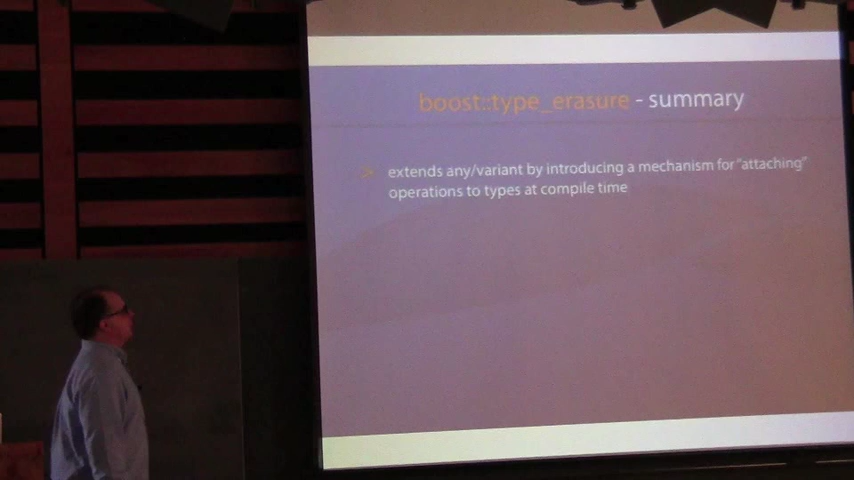 boost::type_erasure - summary
extends any/variant by introducing a mechanism for "attaching"
operations to types at compile time